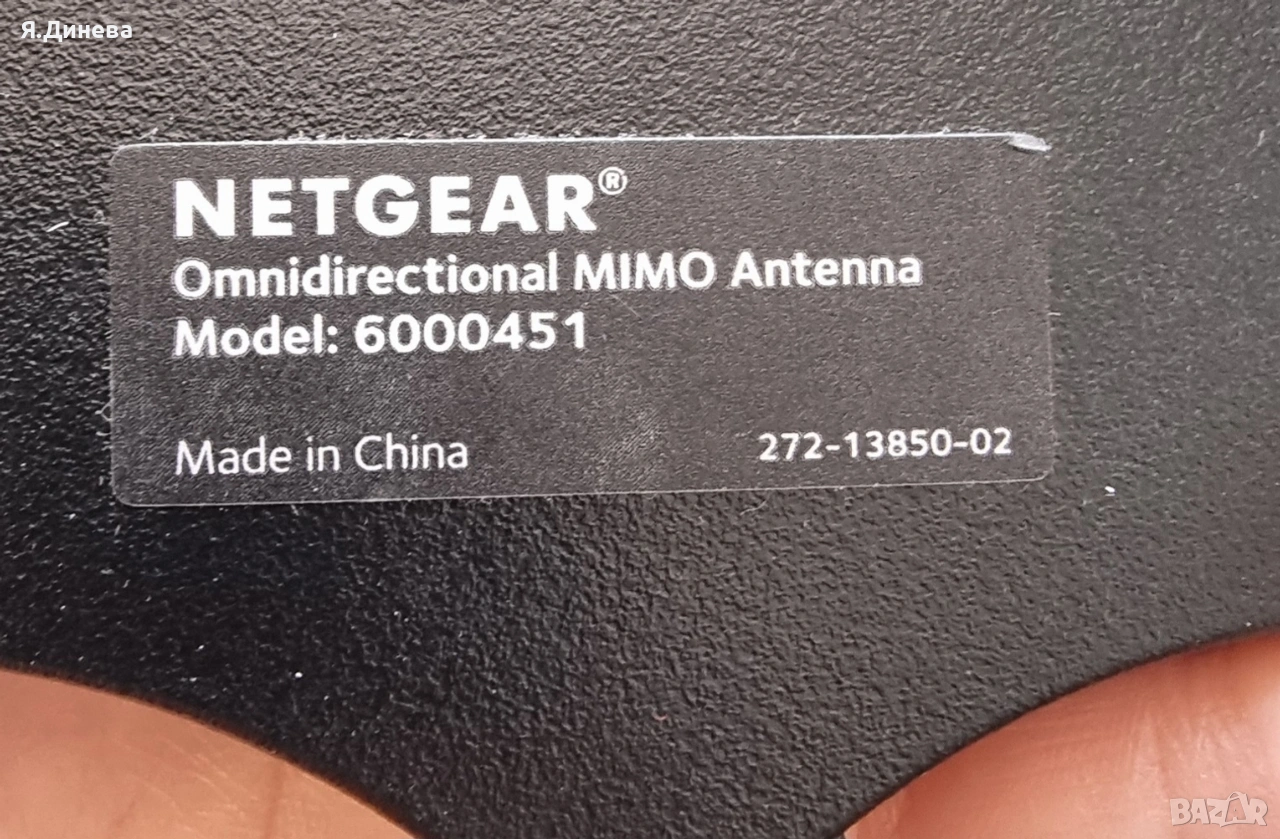 Я.Динева
NETGEAR®
Omnidirectional MIMO Antenna
Model: 6000451
Made in China 272-13850-02
BAZAR